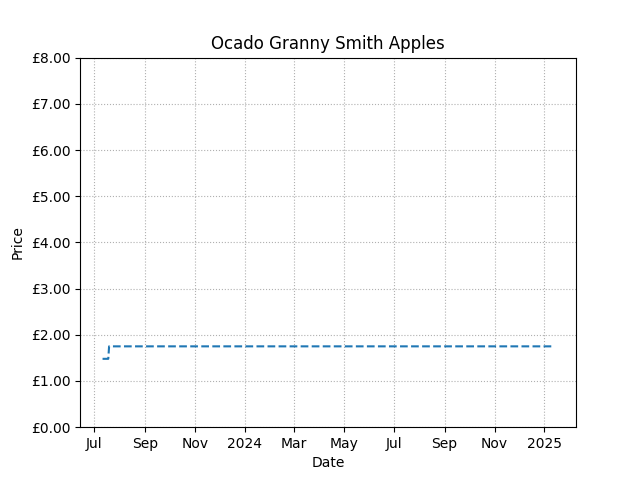 Ocado Granny Smith Apples
£8.00
£7.00
£6.00
£5.00
£4.00
£3.00
£2.00
£1.00
£0.00
Price
Jul Sep Nov 2024 Mar May Jul Sep Nov 2025
Date